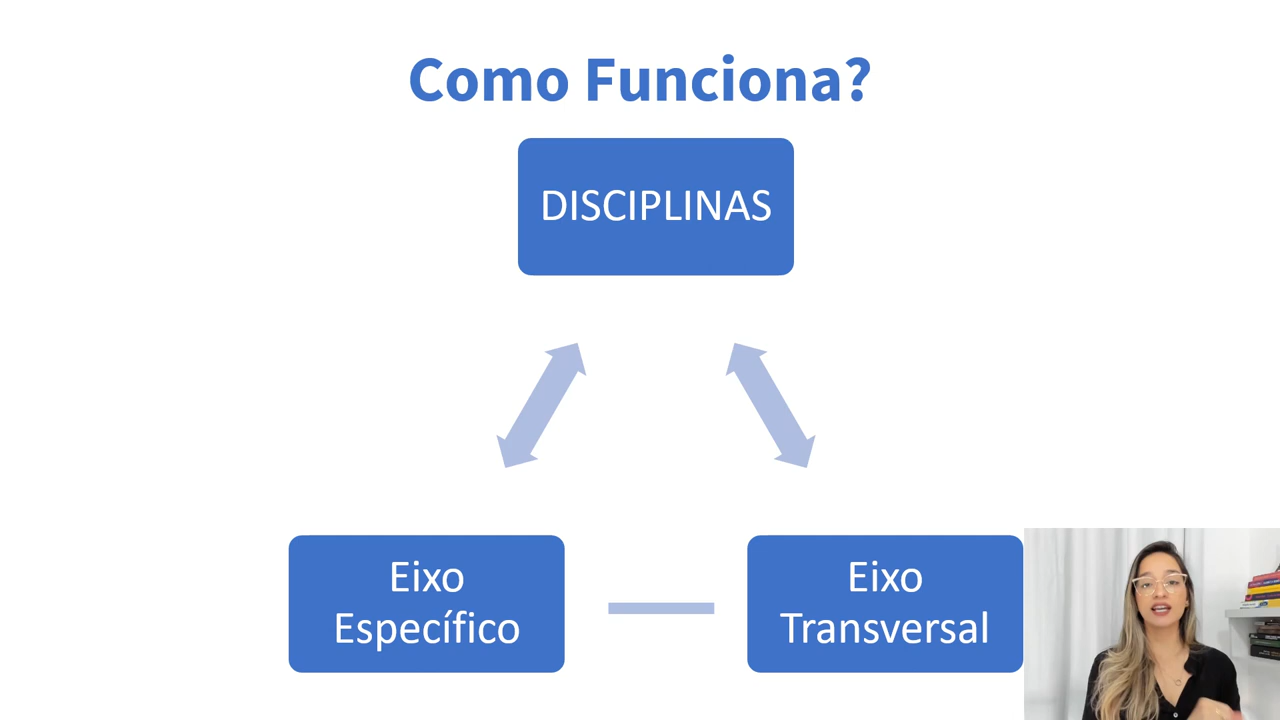 Como Funciona?
DISCIPLINAS
Eixo
Específico
Eixo
Transversal